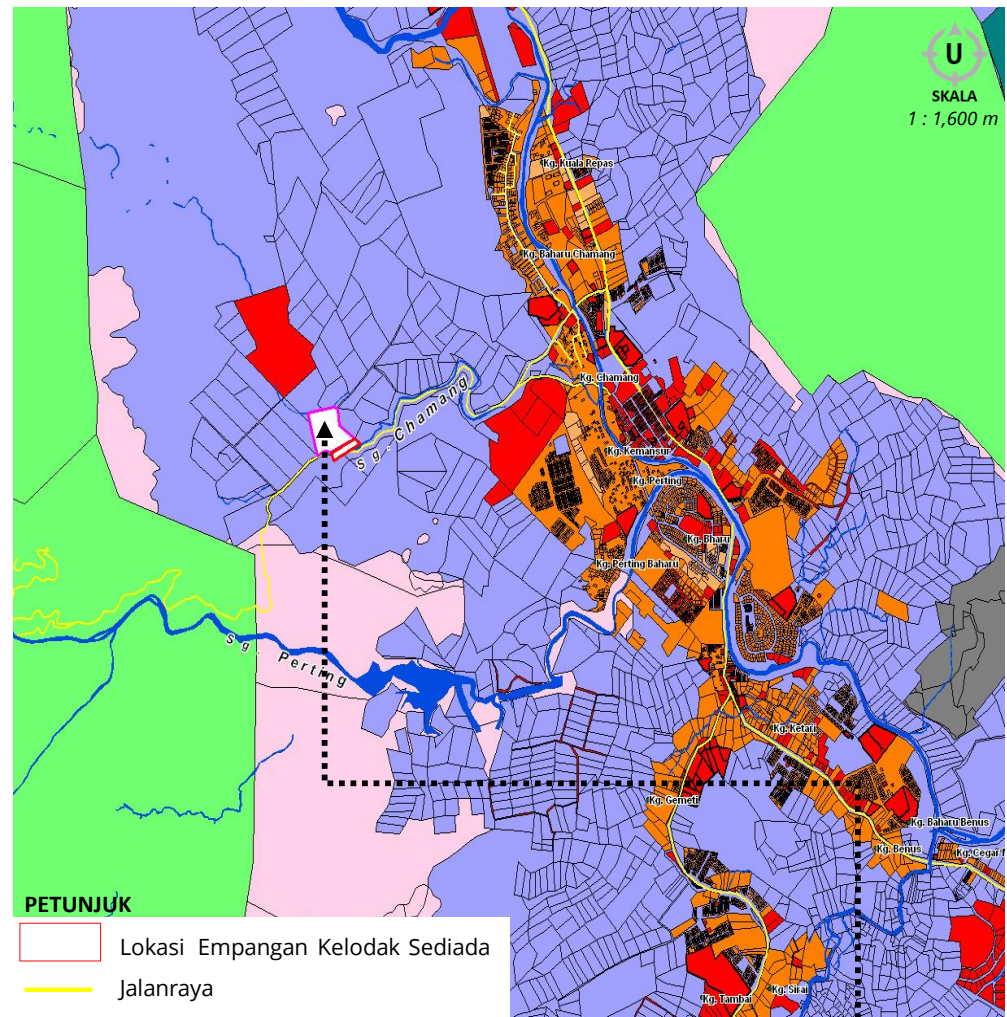 U
SKALA
1 : 1,600 m
Kg. Kuala Repas
Kg. Baharu Chamang
Kg. Chamang
Sg. Chamang
Kg. Kemansur
Kg. Perting
Kg. Bharu
Kg. Perting Baharu
Sg. Perting
Kg. Ketari
Kg. Gemeti
Kg. Baharu Benus
Kg. Benus
Kg. Cegar M
Kg. Sirai
Kg. Tambai
PETUNJUK
Lokasi Empangan Kelodak Sediada
Jalanraya